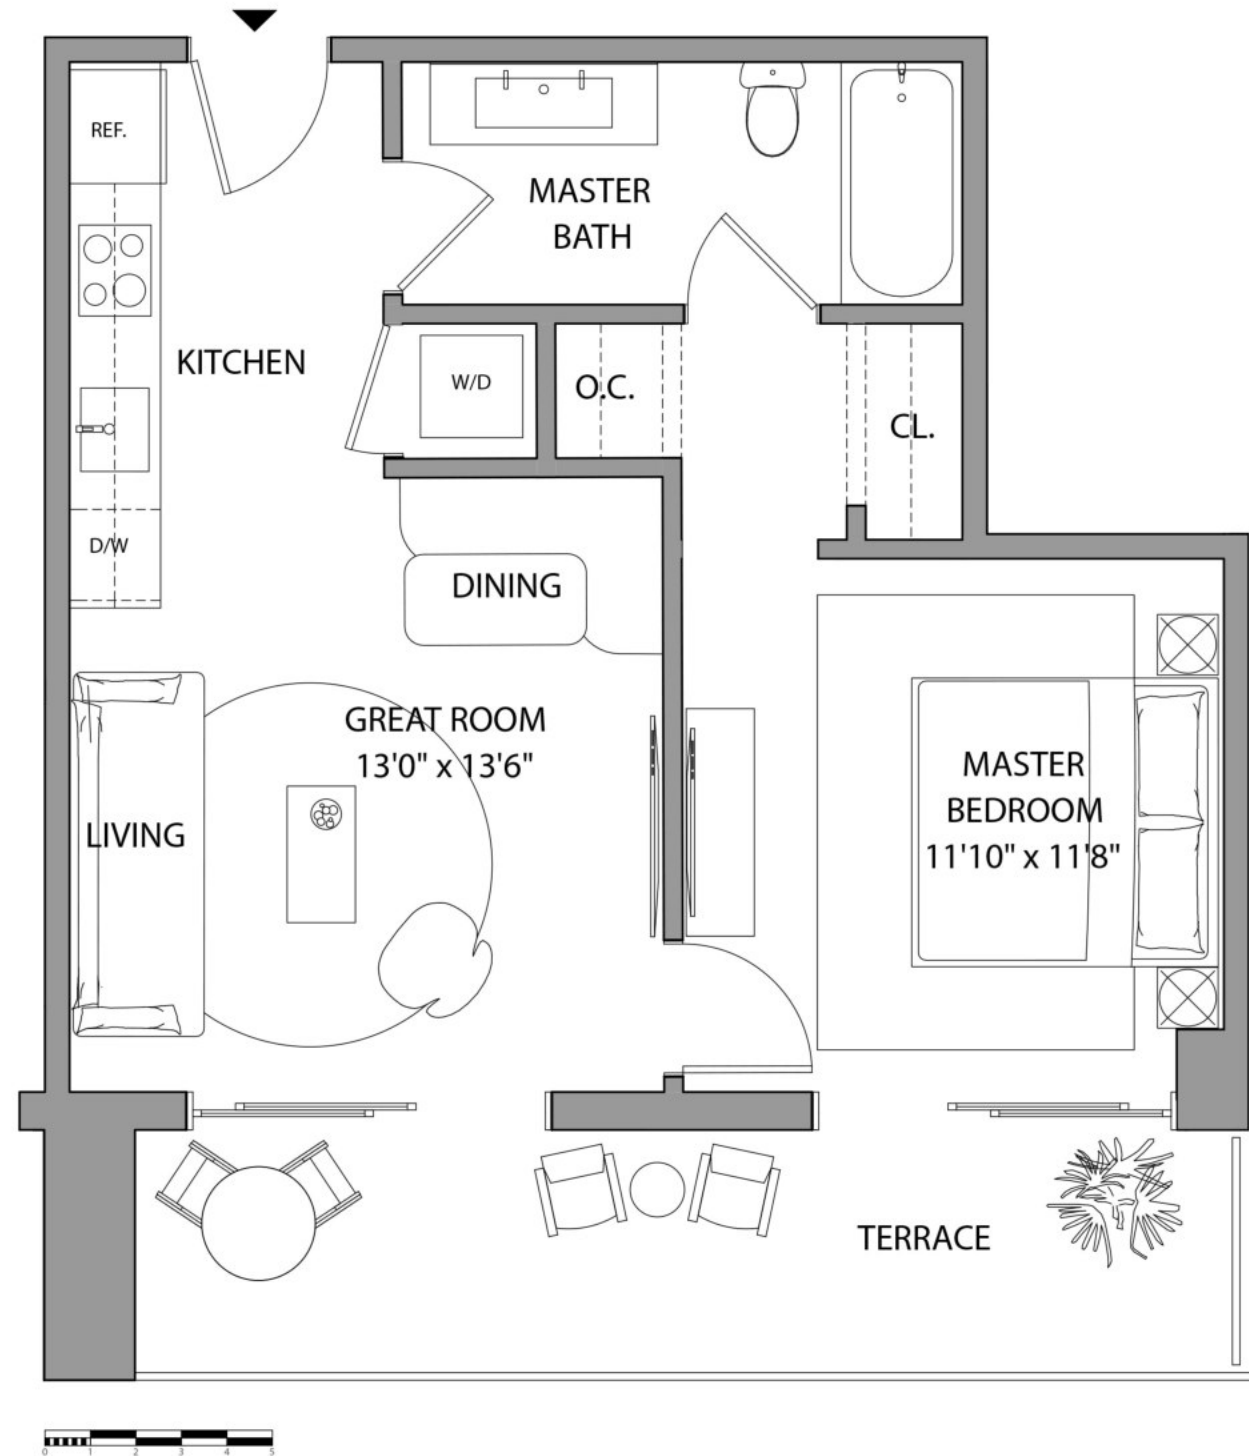 REF.
MASTER
BATH
KITCHEN
W/D
O.C.
CL.
D/W
DINING
GREAT ROOM
13'0" x 13'6"
LIVING
MASTER
BEDROOM
11'10" x 11'8"
TERRACE
0 1 2 3 4 5